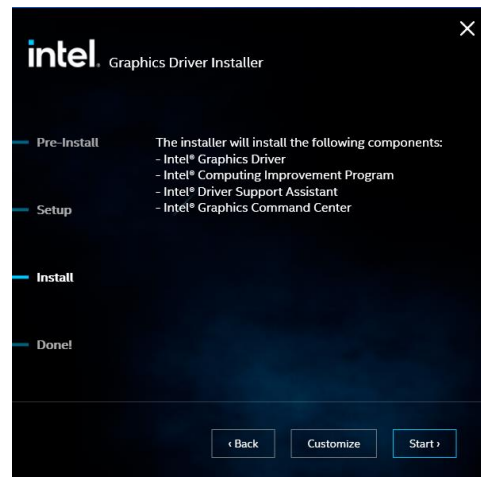 intel. Graphics Driver Installer
Pre-Install
The installer will install the following components:
- Intel® Graphics Driver
- Intel® Computing Improvement Program
- Intel® Driver Support Assistant
- Intel® Graphics Command Center
Setup
Install
Done!
‹ Back
Customize
Start ›